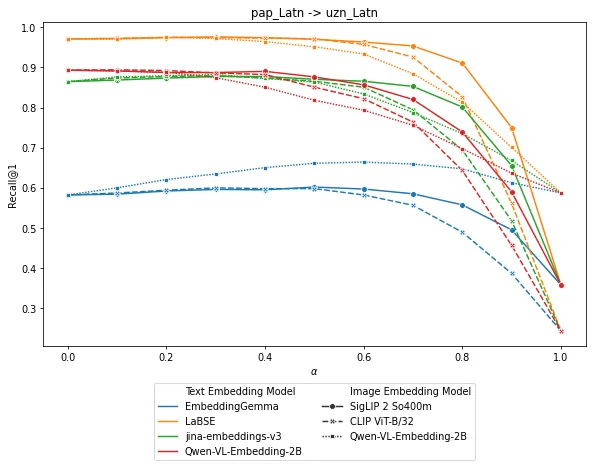 pap_Latn -> uzn_Latn
1.0
0.9
0.8
0.7
0.6
0.5
0.4
0.3
Recall@1
0.0 0.2 0.4 0.6 0.8 1.0
α
Text Embedding Model Image Embedding Model
EmbeddingGemma SigLIP 2 So400m
LaBSE CLIP ViT-B/32
jina-embeddings-v3 Qwen-VL-Embedding-2B
Qwen-VL-Embedding-2B